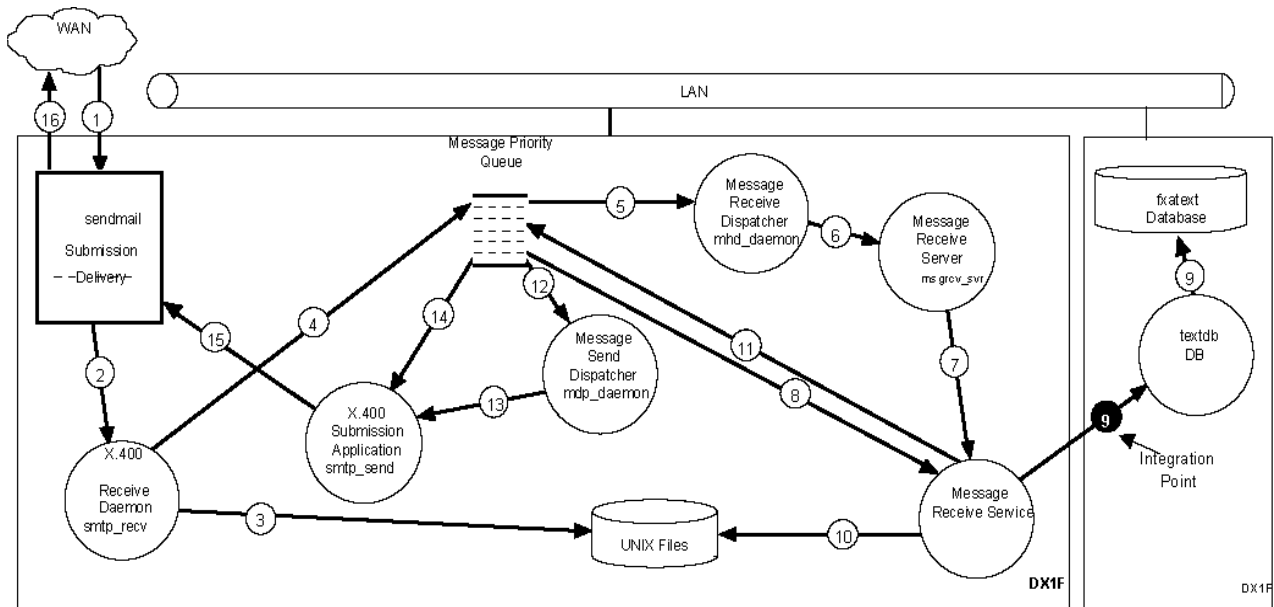 WAN
LAN
16
1
Message Priority
Queue
sendmail
Submission
Delivery
5
Message
Receive
Dispatcher
mhd_daemon
6
Message
Receive
Server
msgrcv_svr
fxatext
Database
9
textdb
DB
2
15
4
14
12
Message
Send
Dispatcher
mdp_daemon
13
11
8
7
9
Integration
Point
X.400
Submission
Application
smtp_send
X.400
Receive
Daemon
smtp_recv
3
UNIX Files
10
Message
Receive Service
DX1F
DX1F